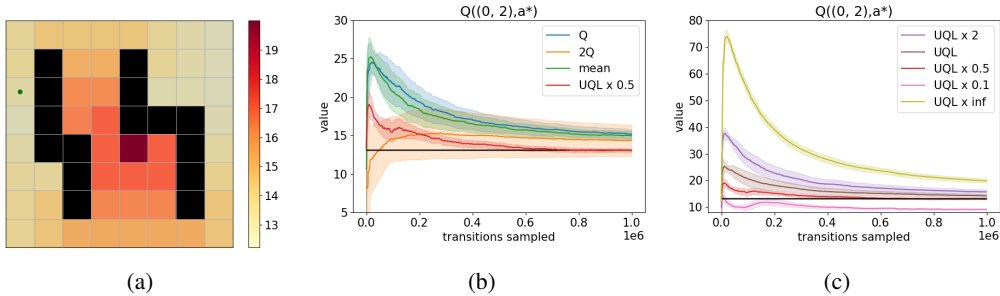 19
18
17
16
15
14
13
(a)
Q((0, 2),a*)
value
30
25
20
15
10
5
Q
2Q
mean
UQL x 0.5
0.0 0.2 0.4 0.6 0.8 1.0
1e6
transitions sampled
(b)
Q((0, 2),a*)
value
80
70
60
50
40
30
20
10
UQL x 2
UQL
UQL x 0.5
UQL x 0.1
UQL x inf
0.0 0.2 0.4 0.6 0.8 1.0
1e6
transitions sampled
(c)